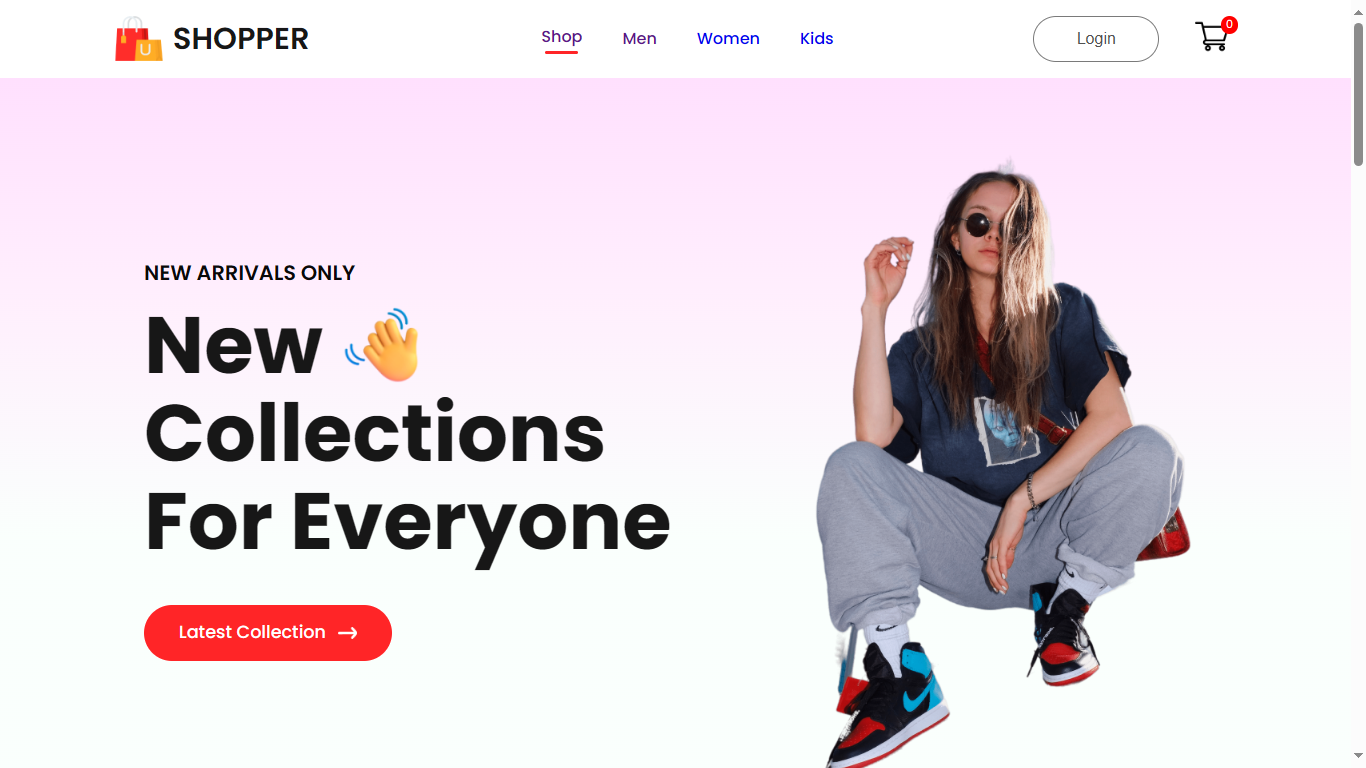 SHOPPER
Shop
Men
Women
Kids
Login
0
NEW ARRIVALS ONLY
New 👋
Collections
For Everyone
Latest Collection →